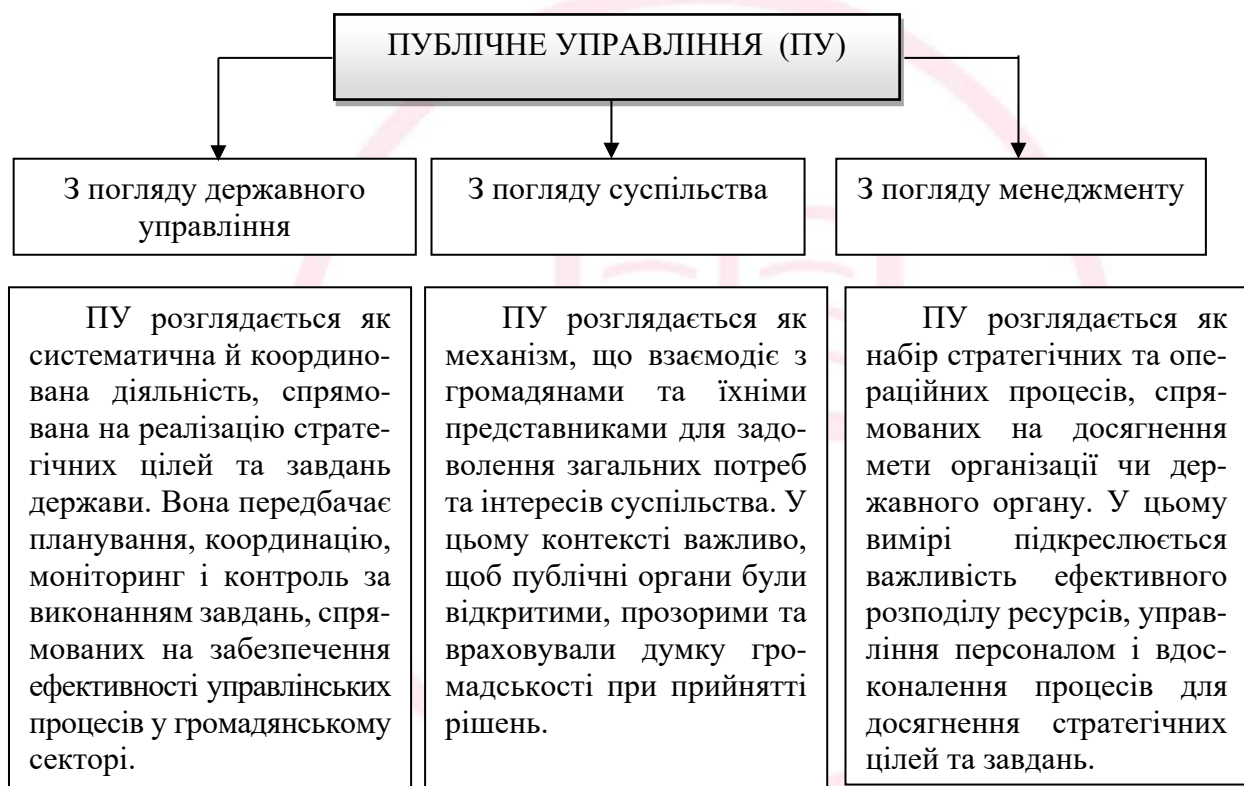 ПУБЛІЧНЕ УПРАВЛІННЯ (ПУ)
З погляду державного
управління
З погляду суспільства
З погляду менеджменту
ПУ розглядається як
систематична й координо-
вана діяльність, спрямо-
вана на реалізацію страте-
гічних цілей та завдань
держави. Вона передбачає
планування, координацію,
моніторинг і контроль за
виконанням завдань, спря-
мованих на забезпечення
ефективності управлінських
процесів у громадянському
секторі.
ПУ розглядається як
механізм, що взаємодіє з
громадянами та їхніми
представниками для задо-
волення загальних потреб
та інтересів суспільства. У
цьому контексті важливо,
щоб публічні органи були
відкритими, прозорими та
враховували думку гро-
мадськості при прийнятті
рішень.
ПУ розглядається як
набір стратегічних та опе-
раційних процесів, спря-
мованих на досягнення
мети організації чи дер-
жавного органу. У цьому
вимірі підкреслюється
важливість ефективного
розподілу ресурсів, управ-
ління персоналом і вдос-
коналення процесів для
досягнення стратегічних
цілей та завдань.